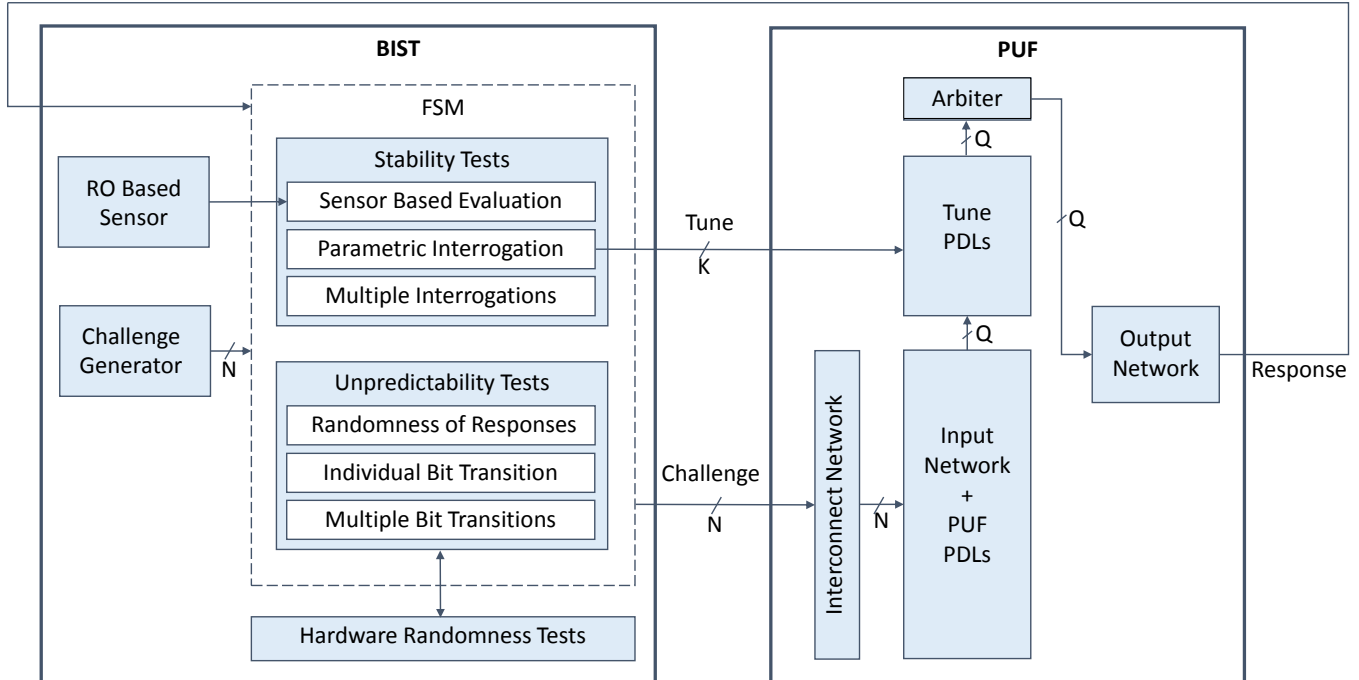 BIST
FSM
Stability Tests
Sensor Based Evaluation
Parametric Interrogation
Multiple Interrogations
RO Based
Sensor
Challenge
Generator
N
Unpredictability Tests
Randomness of Responses
Individual Bit Transition
Multiple Bit Transitions
Hardware Randomness Tests
Tune
K
Challenge
N
PUF
Arbiter
Q
Tune
PDLs
Q
Q
Interconnect Network
N
Input
Network
+
PUF
PDLs
Output
Network
Response